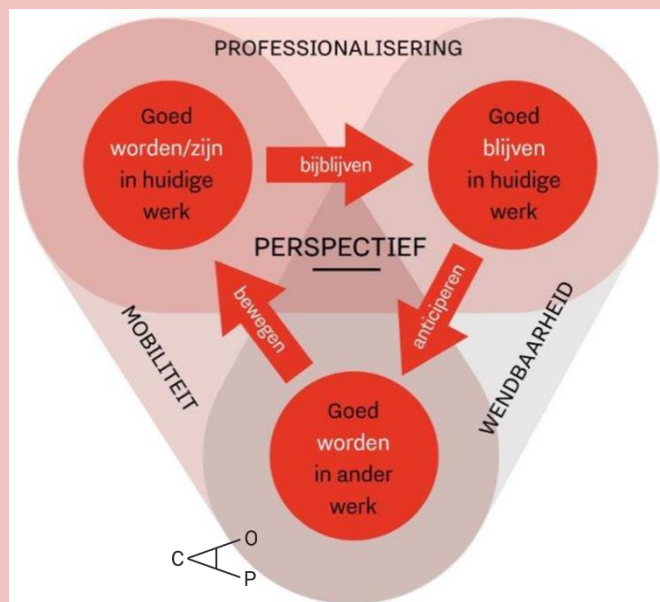 PROFESSIONALISERING
Goed
worden/zijn
in huidige
werk
bijblijven
Goed
blijven
in huidige
werk
PERSPECTIEF
bewegen
anticiperen
MOBILITEIT
WENDBAARHEID
Goed
worden
in ander
werk
O
C
P